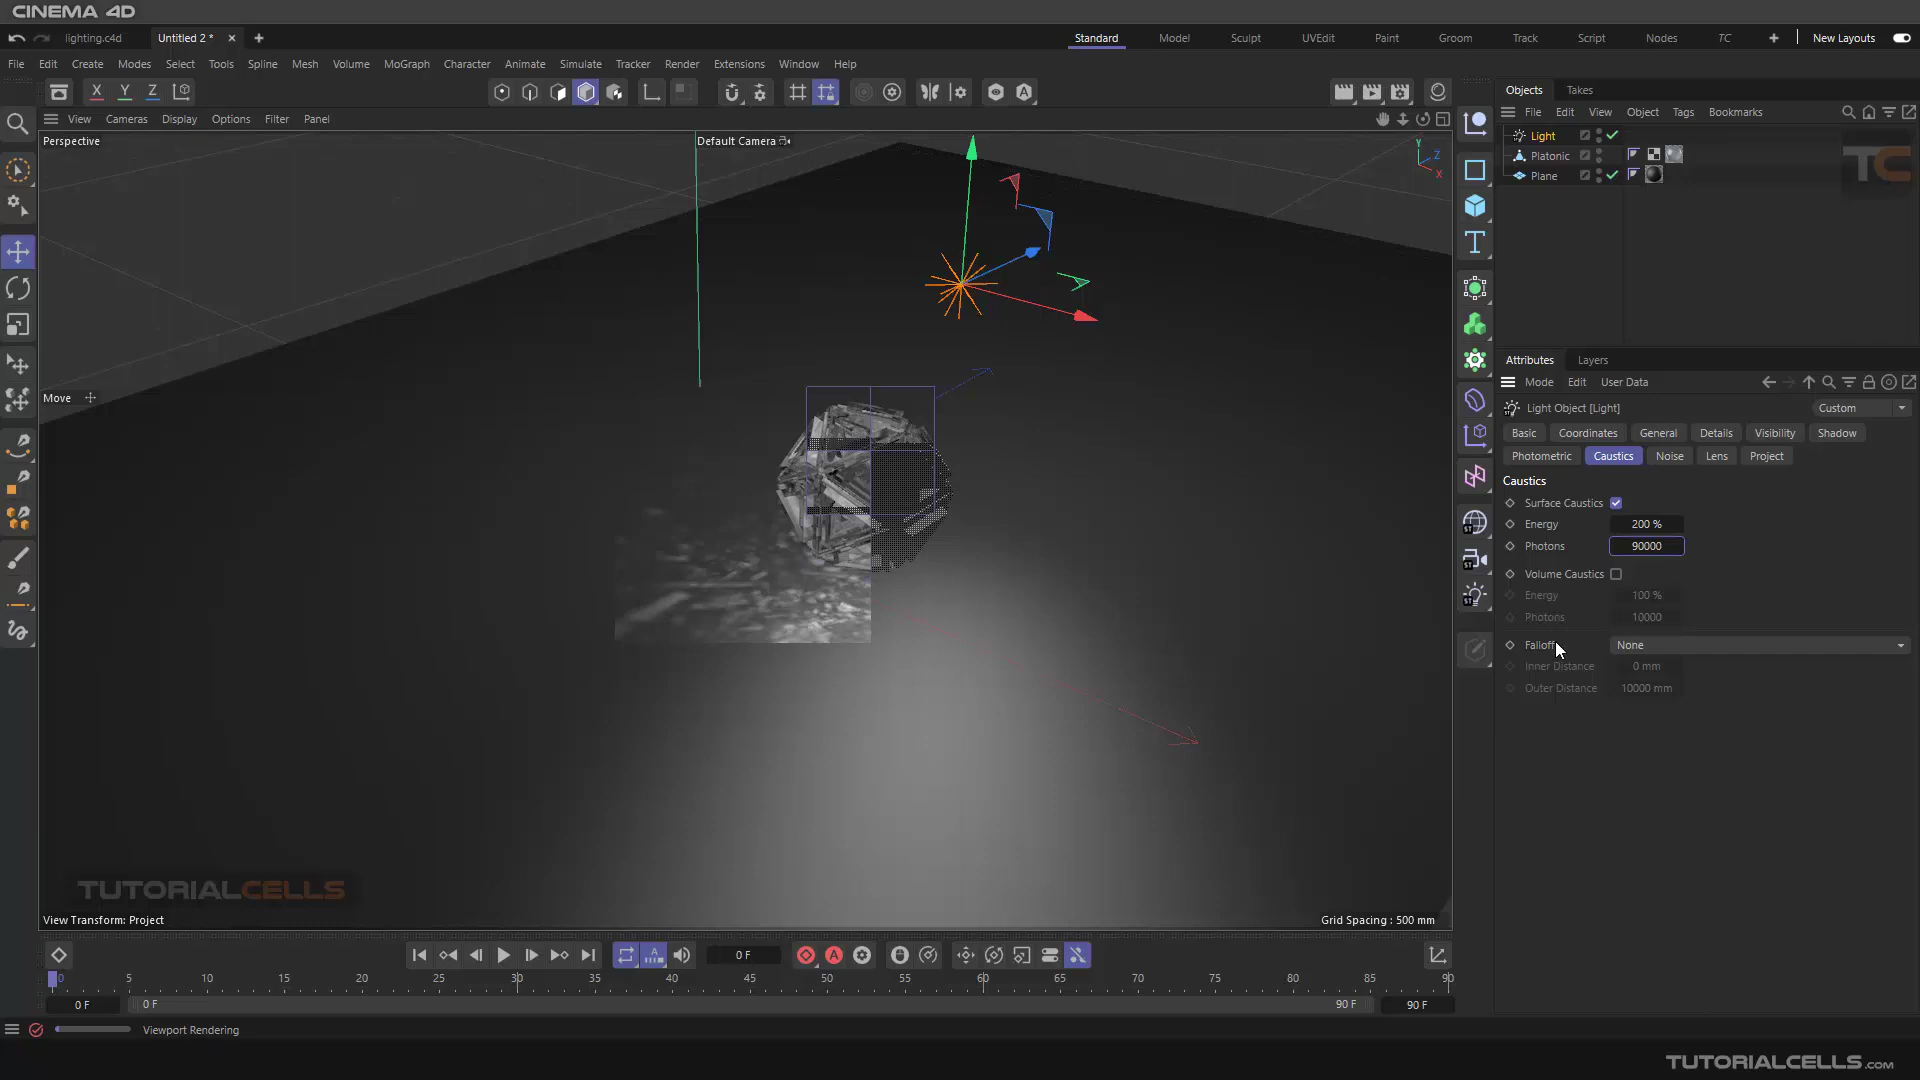 CINEMA 4D
lighting.c4d
Untitled 2 *
Standard
Model
Sculpt
UVEdit
Paint
Groom
Track
Script
Nodes
TC
New Layouts
File Edit Create Modes Select Tools Spline Mesh Volume MoGraph Character Animate Simulate Tracker Render Extensions Window Help
X Y Z
View Cameras Display Options Filter Panel
Perspective
Default Camera
Y
Z
X
Move
TUTORIALCELLS
View Transform: Project
Grid Spacing : 500 mm
Objects Takes
File Edit View Object Tags Bookmarks
Light
Platonic
Plane
TC
Attributes Layers
Mode Edit User Data
Light Object [Light]
Custom
Basic Coordinates General Details Visibility Shadow
Photometric Caustics Noise Lens Project
Caustics
Surface Caustics
Energy 200 %
Photons 90000
Volume Caustics
Energy 100 %
Photons 10000
Falloff None
Inner Distance 0 mm
Outer Distance 10000 mm
0 F
0 5 10 15 20 25 30 35 40 45 50 55 60 65 70 75 80 85 90
0 F
0 F
90 F
90 F
Viewport Rendering
TUTORIALCELLS.com